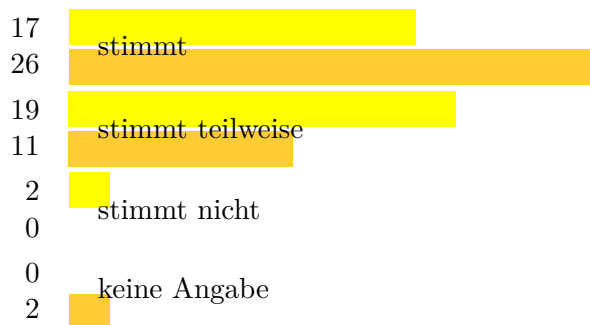 17
stimmt
26
19
stimmt teilweise
11
2
stimmt nicht
0
0
keine Angabe
2